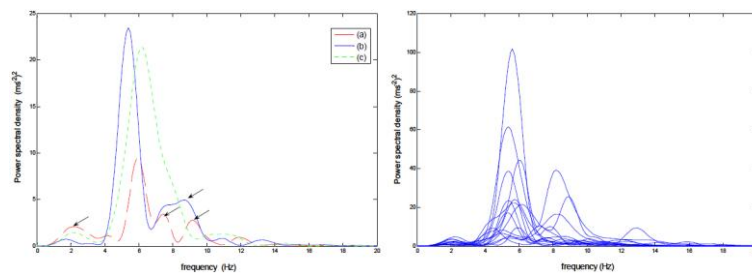 25
20
15
10
5
0
0 2 4 6 8 10 12 14 16 18 20
Power spectral density (ms⁻²)²
frequency (Hz)
(a)
(b)
(c)
120
100
80
60
40
20
0
0 2 4 6 8 10 12 14 16 18
Power spectral density (ms⁻²)²
frequency (Hz)